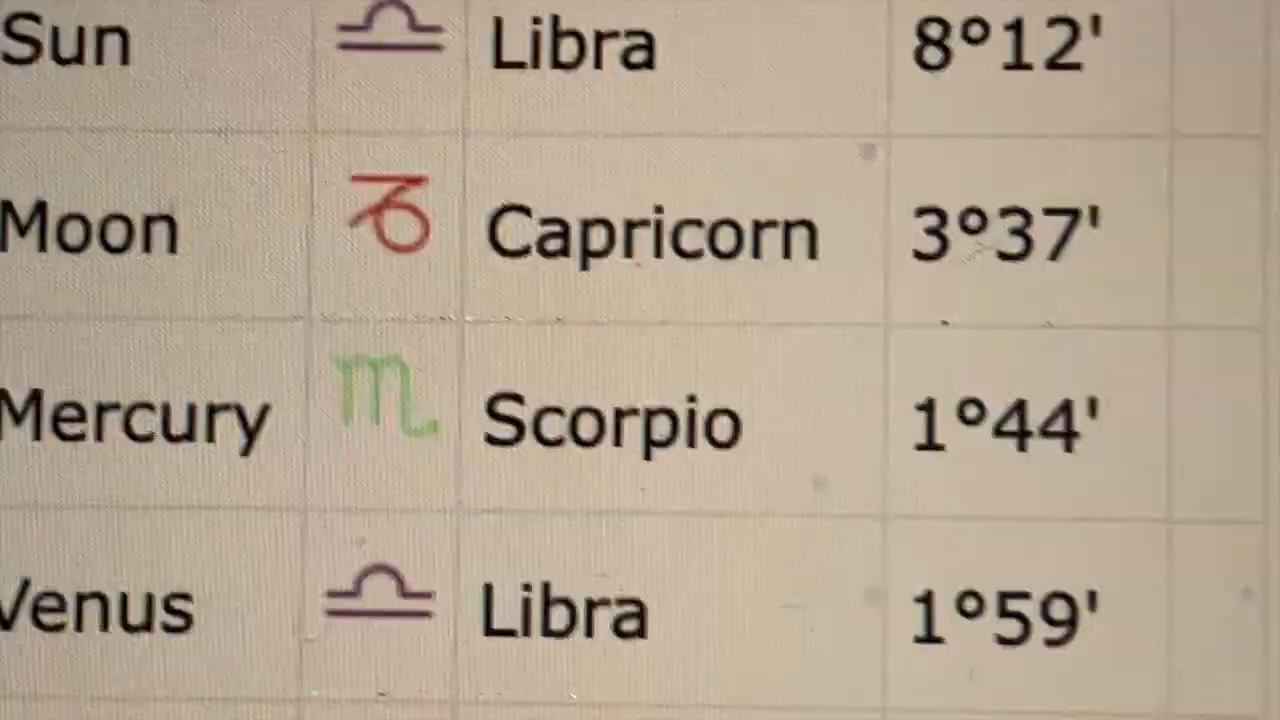 Sun ♎ Libra 8°12'
Moon ♑ Capricorn 3°37'
Mercury ♏ Scorpio 1°44'
Venus ♎ Libra 1°59'